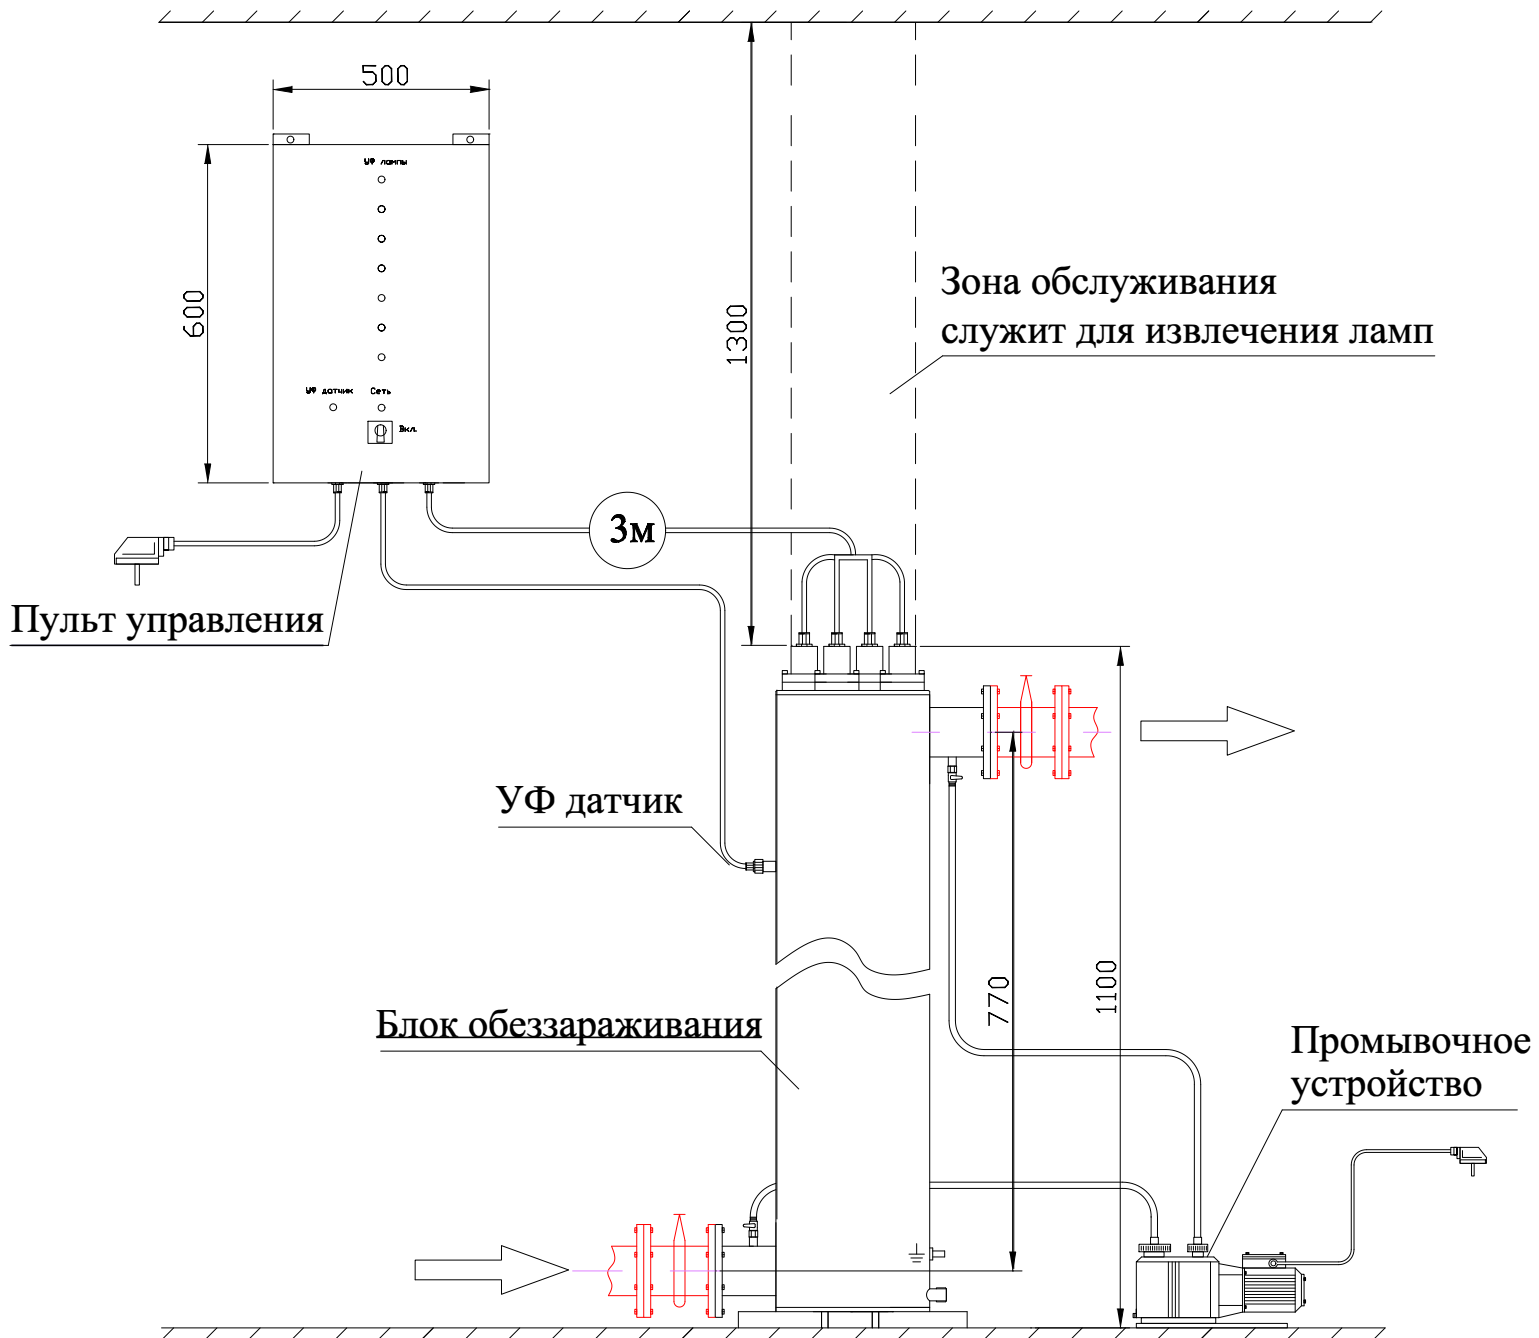 500
УФ лампы
600
УФ датчик
Сеть
Вкл.
1300
Зона обслуживания
служит для извлечения ламп
3м
Пульт управления
УФ датчик
770
1100
Блок обеззараживания
Промывочное
устройство